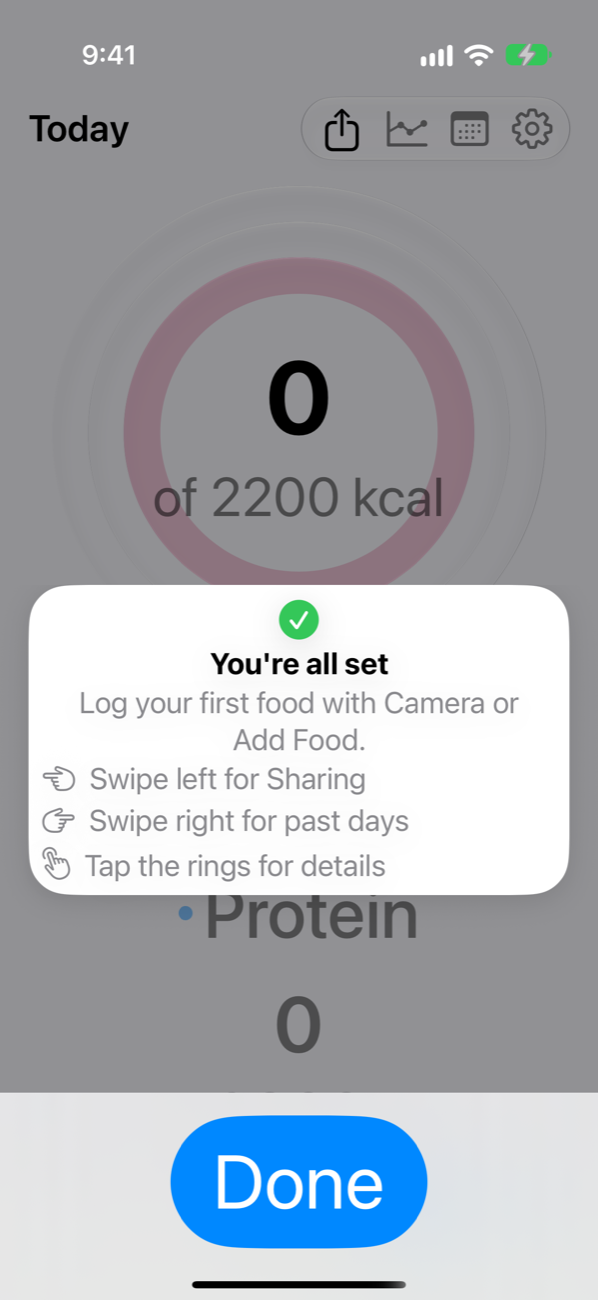 9:41
Today
0
of 2200 kcal
You're all set
Log your first food with Camera or
Add Food.
Swipe left for Sharing
Swipe right for past days
Tap the rings for details
Protein
0
Done